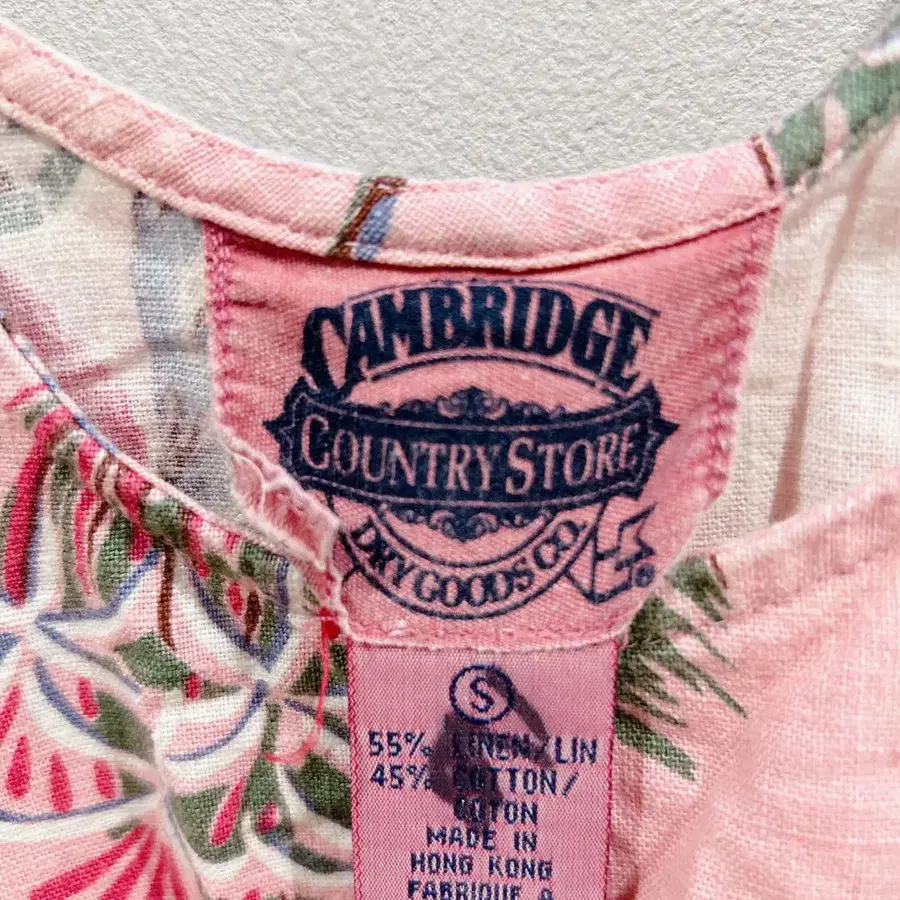 CAMBRIDGE
COUNTRY STORE
DRY GOODS CO.
®
S
55% LINEN/LIN
45% COTTON/
COTON
MADE IN
HONG KONG
FABRIQUE A